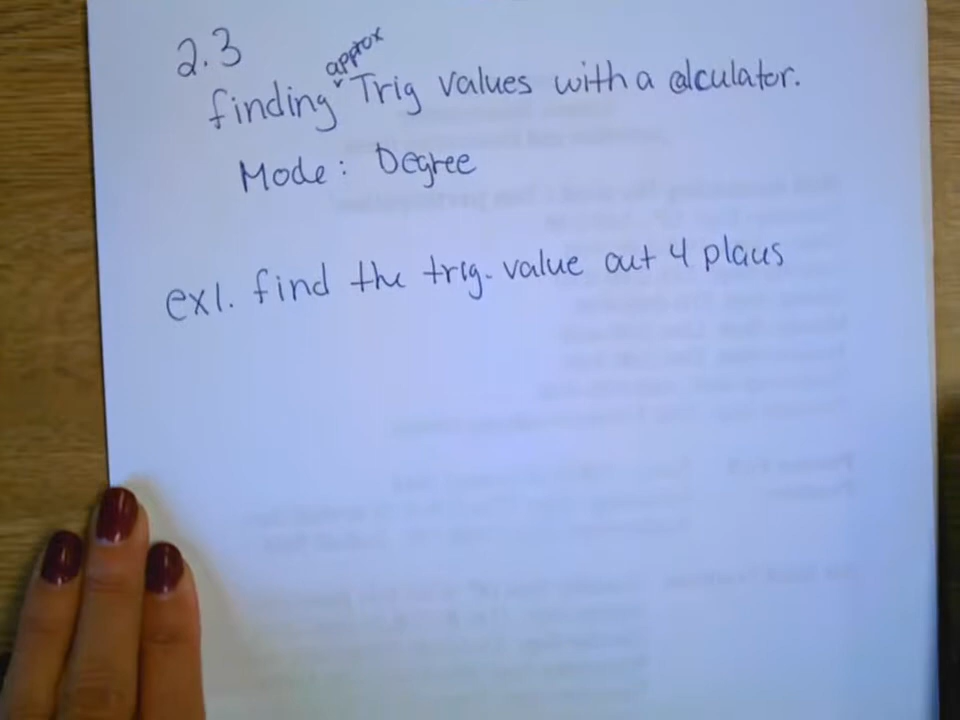 2.3
finding approx Trig values with a calculator.
Mode: Degree
ex1. find the trig. value out 4 places